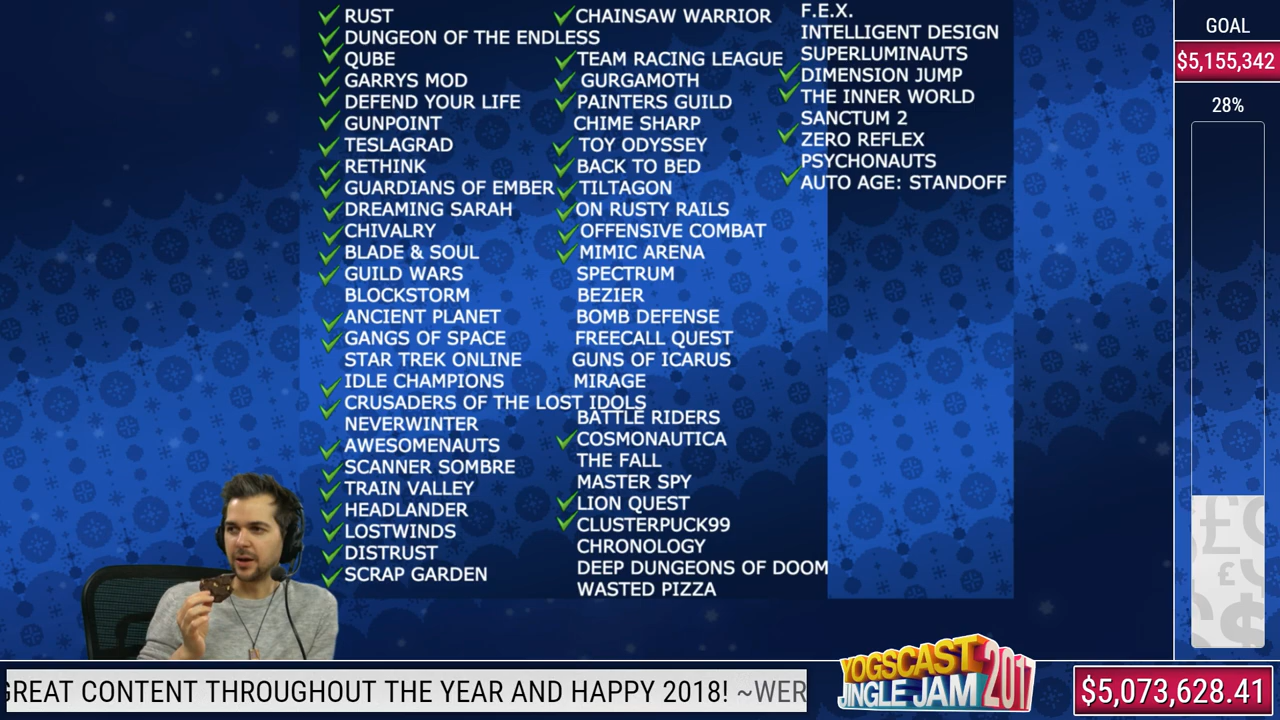 RUST
DUNGEON OF THE ENDLESS
QUBE
GARRYS MOD
DEFEND YOUR LIFE
GUNPOINT
TESLAGRAD
RETHINK
GUARDIANS OF EMBER
DREAMING SARAH
CHIVALRY
BLADE & SOUL
GUILD WARS
BLOCKSTORM
ANCIENT PLANET
GANGS OF SPACE
STAR TREK ONLINE
IDLE CHAMPIONS
CRUSADERS OF THE LOST IDOLS
NEVERWINTER
AWESOMENAUTS
SCANNER SOMBRE
TRAIN VALLEY
HEADLANDER
LOSTWINDS
DISTRUST
SCRAP GARDEN
CHAINSAW WARRIOR
TEAM RACING LEAGUE
GURGAMOTH
PAINTERS GUILD
CHIME SHARP
TOY ODYSSEY
BACK TO BED
TILTAGON
ON RUSTY RAILS
OFFENSIVE COMBAT
MIMIC ARENA
SPECTRUM
BEZIER
BOMB DEFENSE
FREECALL QUEST
GUNS OF ICARUS
MIRAGE
BATTLE RIDERS
COSMONAUTICA
THE FALL
MASTER SPY
LION QUEST
CLUSTERPUCK99
CHRONOLOGY
DEEP DUNGEONS OF DOOM
WASTED PIZZA
F.E.X.
INTELLIGENT DESIGN
SUPERLUMINAUTS
DIMENSION JUMP
THE INNER WORLD
SANCTUM 2
ZERO REFLEX
PSYCHONAUTS
AUTO AGE: STANDOFF
GOAL
$5,155,342
28%
GREAT CONTENT THROUGHOUT THE YEAR AND HAPPY 2018! ~WER
YOGSCAST
JINGLE JAM 2017
$5,073,628.41